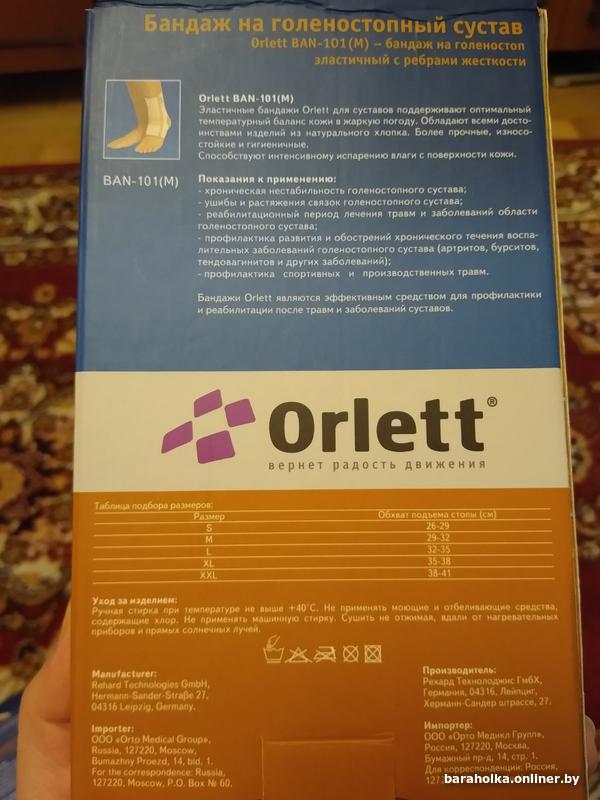 Бандаж на голеностопный сустав
Orlett BAN-101(M) – бандаж на голеностоп
эластичный с ребрами жесткости
Orlett BAN-101(M)
Эластичные бандажи Orlett для суставов поддерживают оптимальный
температурный баланс кожи в жаркую погоду. Обладают всеми досто-
инствами изделий из натурального хлопка. Более прочные, износо-
стойкие и гигиеничные.
Способствуют интенсивному испарению влаги с поверхности кожи.
BAN-101(M)
Показания к применению:
- хроническая нестабильность голеностопного сустава;
- ушибы и растяжения связок голеностопного сустава;
- реабилитационный период лечения травм и заболеваний области
голеностопного сустава;
- профилактика развития и обострений хронического течения воспа-
лительных заболеваний голеностопного сустава (артритов, бурситов,
тендовагинитов и других заболеваний);
- профилактика спортивных и производственных травм.
Бандажи Orlett являются эффективным средством для профилактики
и реабилитации после травм и заболеваний суставов.
Orlett®
вернет радость движения
Таблица подбора размеров:
Размер Обхват подъема стопы (см)
S 26-29
M 29-32
L 32-35
XL 35-38
XXL 38-41
Уход за изделием:
Ручная стирка при температуре не выше +40°С. Не применять моющие и отбеливающие средства,
содержащие хлор. Не применять машинную стирку. Сушить не отжимая, вдали от нагревательных
приборов и прямых солнечных лучей.
Manufacturer:
Rehard Technologies GmbH,
Hermann-Sander-Straße 27,
04316 Leipzig, Germany.
Производитель:
Рехард Технолоджис ГмбХ,
Германия, 04316, Лейпциг,
Херманн-Сандер штрассе, 27.
Importer:
ООО «Orto Medical Group»,
Russia, 127220, Moscow,
Bumazhny Proezd, 14, bld. 1.
For the correspondence: Russia,
127220, Moscow, P.O. Box № 60.
Импортер:
ООО «Орто Медикл Групп»,
Россия, 127220, Москва,
Бумажный пр-д, 14, стр. 1.
Для корреспонденции: Россия,
baraholka.onliner.by